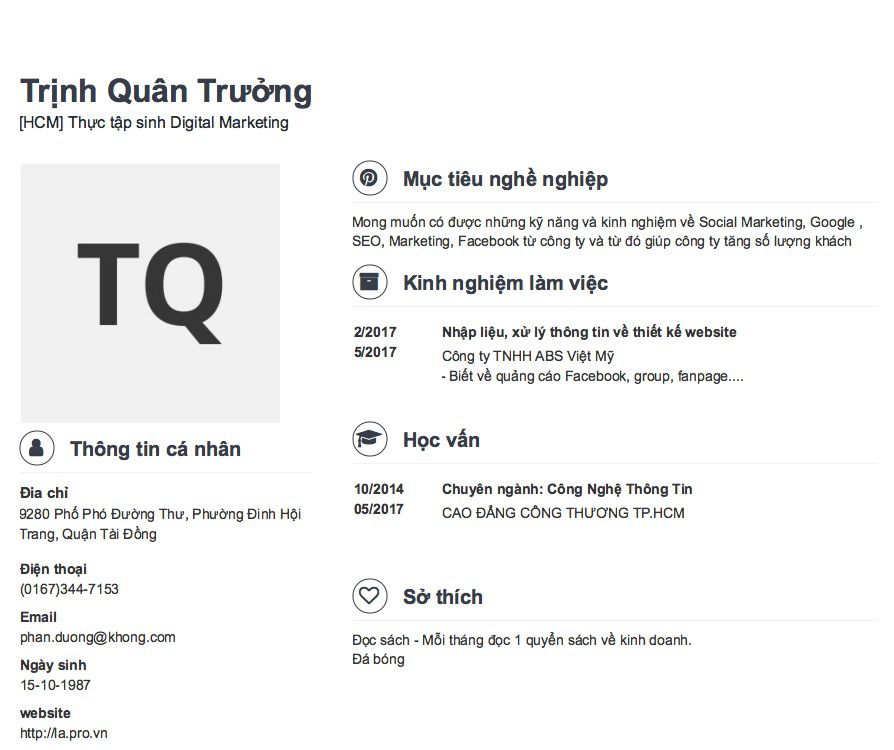 Trịnh Quân Trưởng
[HCM] Thực tập sinh Digital Marketing
TQ
Thông tin cá nhân
Đia chỉ
9280 Phố Phó Đường Thư, Phường Đinh Hội
Trang, Quận Tài Đồng
Điện thoại
(0167)344-7153
Email
phan.duong@khong.com
Ngày sinh
15-10-1987
website
http://la.pro.vn
Mục tiêu nghề nghiệp
Mong muốn có được những kỹ năng và kinh nghiệm về Social Marketing, Google ,
SEO, Marketing, Facebook từ công ty và từ đó giúp công ty tăng số lượng khách
Kinh nghiệm làm việc
2/2017 Nhập liệu, xử lý thông tin về thiết kế website
5/2017 Công ty TNHH ABS Việt Mỹ
- Biết về quảng cáo Facebook, group, fanpage....
Học vấn
10/2014 Chuyên ngành: Công Nghệ Thông Tin
05/2017 CAO ĐẲNG CÔNG THƯƠNG TP.HCM
Sở thích
Đọc sách - Mỗi tháng đọc 1 quyển sách về kinh doanh.
Đá bóng